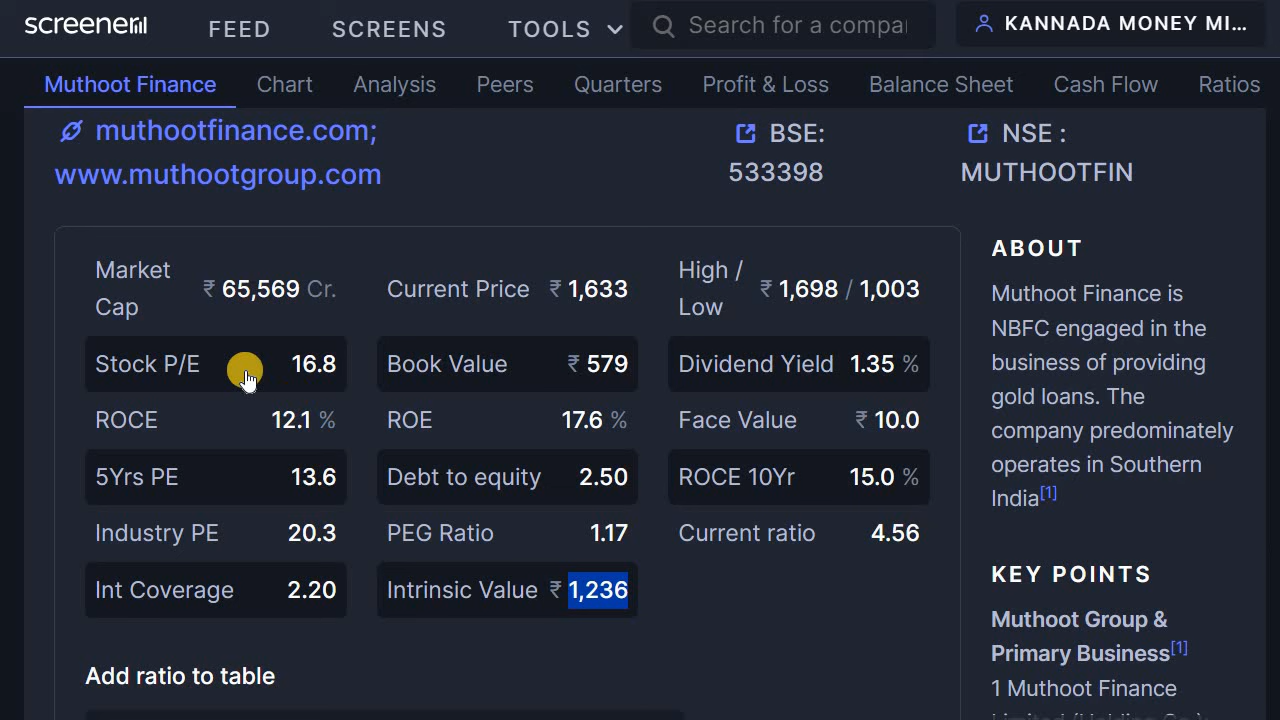 screener
FEED SCREENS TOOLS Search for a compa KANNADA MONEY MI...
Muthoot Finance Chart Analysis Peers Quarters Profit & Loss Balance Sheet Cash Flow Ratios
muthootfinance.com;
www.muthootgroup.com
BSE:
533398
NSE :
MUTHOOTFIN
Market Cap ₹ 65,569 Cr.
Current Price ₹ 1,633
High / Low ₹ 1,698 / 1,003
Stock P/E 16.8
Book Value ₹ 579
Dividend Yield 1.35 %
ROCE 12.1 %
ROE 17.6 %
Face Value ₹ 10.0
5Yrs PE 13.6
Debt to equity 2.50
ROCE 10Yr 15.0 %
Industry PE 20.3
PEG Ratio 1.17
Current ratio 4.56
Int Coverage 2.20
Intrinsic Value ₹ 1,236
Add ratio to table
ABOUT
Muthoot Finance is
NBFC engaged in the
business of providing
gold loans. The
company predominately
operates in Southern
India[1]
KEY POINTS
Muthoot Group &
Primary Business[1]
1 Muthoot Finance